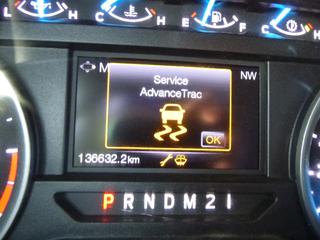 C H C H E F C H
M NW
Service
AdvanceTrac
OK
136632.2km
P R N D M 2 1